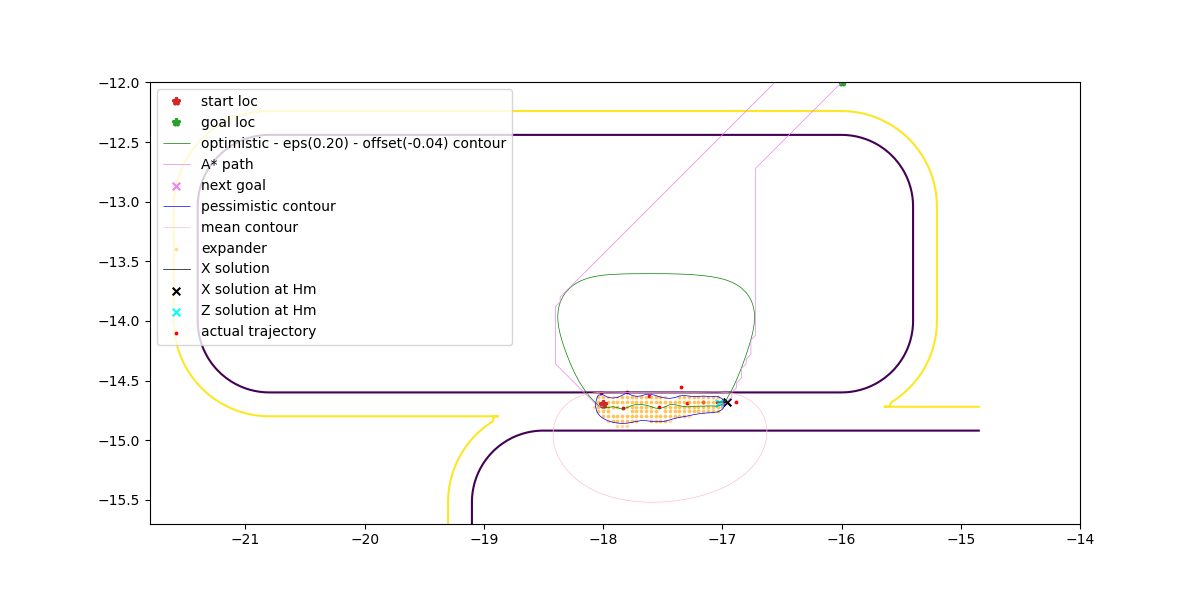 −12.0
−12.5
−13.0
−13.5
−14.0
−14.5
−15.0
−15.5
start loc
goal loc
optimistic - eps(0.20) - offset(-0.04) contour
A* path
next goal
pessimistic contour
mean contour
expander
X solution
X solution at Hm
Z solution at Hm
actual trajectory
−21 −20 −19 −18 −17 −16 −15 −14